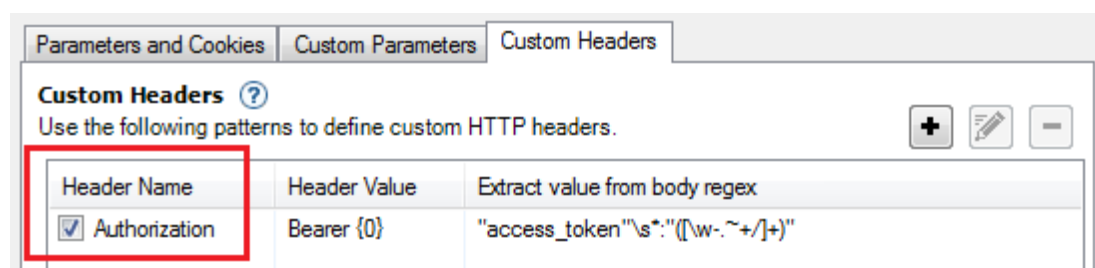 Parameters and Cookies Custom Parameters Custom Headers
Custom Headers ?
Use the following patterns to define custom HTTP headers.
Header Name Header Value Extract value from body regex
Authorization Bearer {0} "access_token"\s*:"([\w-.~+/]+)"